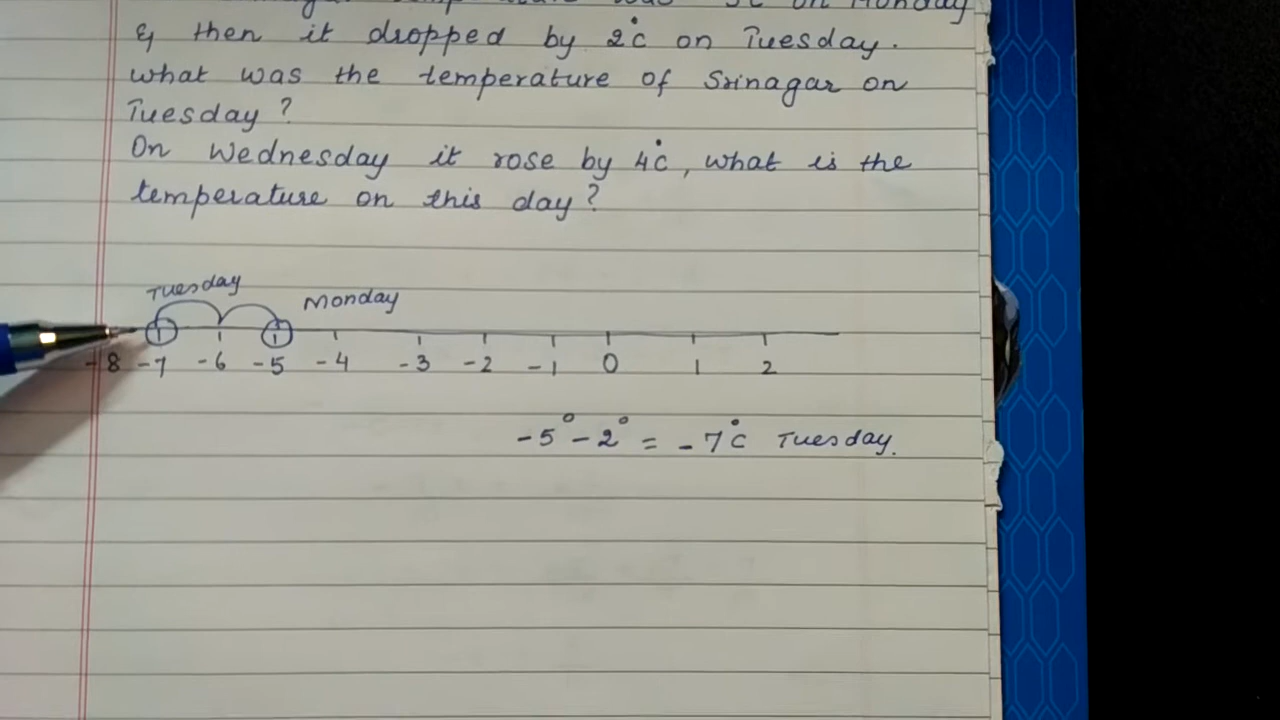 on Monday
& then it dropped by 2°c on Tuesday.
what was the temperature of Srinagar on
Tuesday ?
On Wednesday it rose by 4°c, what is the
temperature on this day ?
Tuesday Monday
-8 -7 -6 -5 -4 -3 -2 -1 0 1 2
-5° - 2° = -7°c Tuesday.